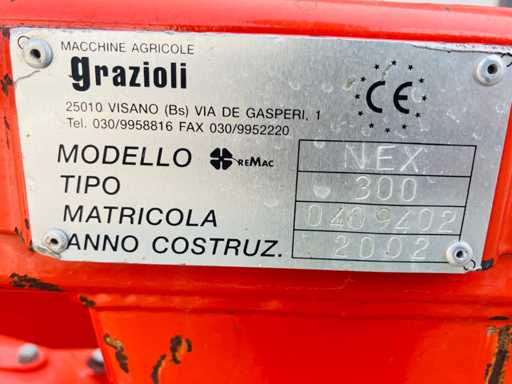 MACCHINE AGRICOLE
grazioli
CE
25010 VISANO (Bs) VIA DE GASPERI, 1
Tel. 030/9958816 FAX 030/9952220
MODELLO REMAC NEX
TIPO 300
MATRICOLA 0409402
ANNO COSTRUZ. 2002